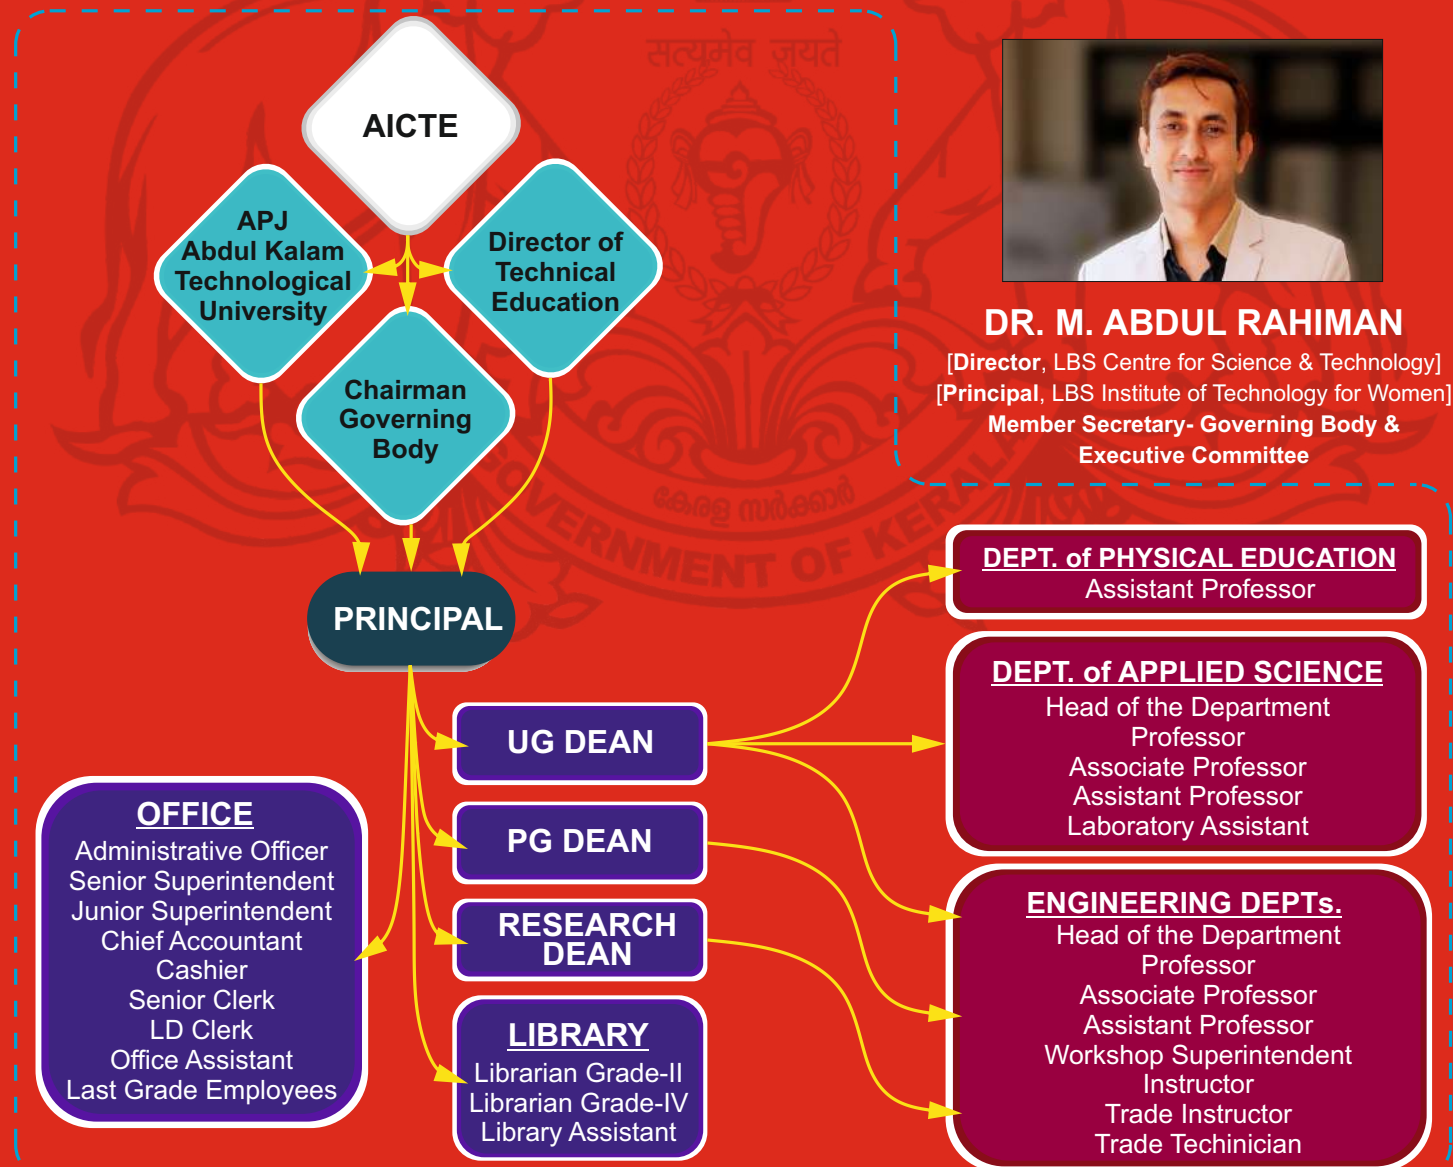 सत्यमेव जयते
കേരള സർക്കാർ
GOVERNMENT OF KERALA
AICTE
APJ
Abdul Kalam
Technological
University
Director of
Technical
Education
Chairman
Governing
Body
PRINCIPAL
DR. M. ABDUL RAHIMAN
[Director, LBS Centre for Science & Technology]
[Principal, LBS Institute of Technology for Women]
Member Secretary- Governing Body &
Executive Committee
UG DEAN
PG DEAN
RESEARCH
DEAN
LIBRARY
Librarian Grade-II
Librarian Grade-IV
Library Assistant
OFFICE
Administrative Officer
Senior Superintendent
Junior Superintendent
Chief Accountant
Cashier
Senior Clerk
LD Clerk
Office Assistant
Last Grade Employees
DEPT. of PHYSICAL EDUCATION
Assistant Professor
DEPT. of APPLIED SCIENCE
Head of the Department
Professor
Associate Professor
Assistant Professor
Laboratory Assistant
ENGINEERING DEPTs.
Head of the Department
Professor
Associate Professor
Assistant Professor
Workshop Superintendent
Instructor
Trade Instructor
Trade Techinician